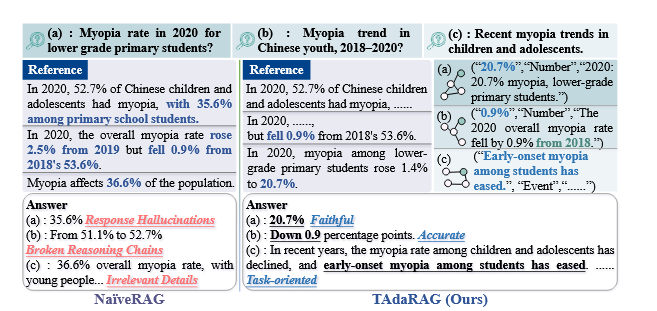 (a) : Myopia rate in 2020 for
lower grade primary students?
(b) : Myopia trend in
Chinese youth, 2018–2020?
(c) : Recent myopia trends in
children and adolescents.
Reference
In 2020, 52.7% of Chinese children and
adolescents had myopia, with 35.6%
among primary school students.
In 2020, the overall myopia rate rose
2.5% from 2019 but fell 0.9% from
2018's 53.6%.
Myopia affects 36.6% of the population.
Reference
In 2020, 52.7% of Chinese children
and adolescents had myopia, ......
In 2020, ......,
but fell 0.9% from 2018's 53.6%.
In 2020, myopia among lower-
grade primary students rose 1.4%
to 20.7%.
(a)
("20.7%","Number","2020:
20.7% myopia, lower-grade
primary students.")
(b)
("0.9%","Number","The
2020 overall myopia rate
fell by 0.9% from 2018.")
(c)
("Early-onset myopia
among students has
eased.", "Event","......")
Answer
(a) : 35.6% Response Hallucinations
(b) : From 51.1% to 52.7%
Broken Reasoning Chains
(c) : 36.6% overall myopia rate, with
young people... Irrelevant Details
Answer
(a) : 20.7% Faithful
(b) : Down 0.9 percentage points. Accurate
(c) : In recent years, the myopia rate among children and adolescents has
declined, and early-onset myopia among students has eased. ......
Task-oriented
NaïveRAG
TAdaRAG (Ours)